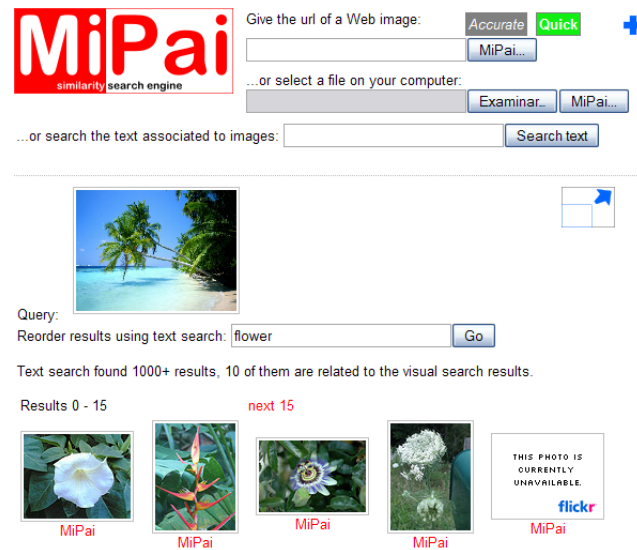 MiPai
similarity search engine
Give the url of a Web image:
Accurate Quick
MiPai...
...or select a file on your computer:
Examinar... MiPai...
...or search the text associated to images: Search text
Query:
Reorder results using text search: flower Go
Text search found 1000+ results, 10 of them are related to the visual search results.
Results 0 - 15 next 15
THIS PHOTO IS
CURRENTLY
UNAVAILABLE.
flickr
MiPai MiPai MiPai MiPai MiPai